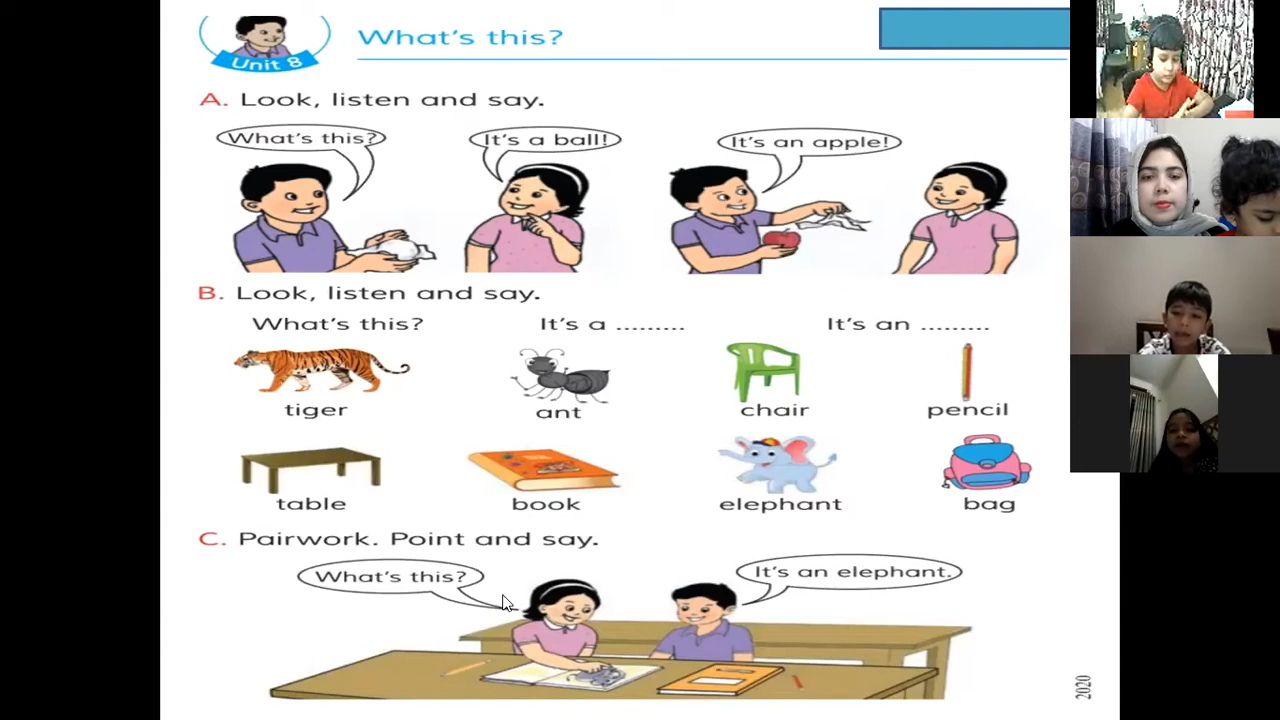 Unit 8
What's this?
A. Look, listen and say.
What's this?
It's a ball!
It's an apple!
B. Look, listen and say.
What's this? It's a ......... It's an .........
tiger ant chair pencil
table book elephant bag
C. Pairwork. Point and say.
What's this?
It's an elephant.
2020